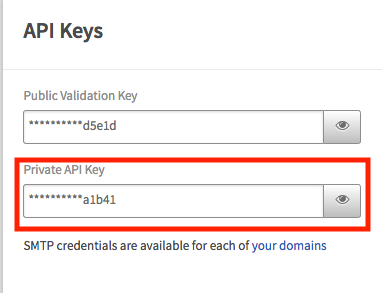 API Keys
Public Validation Key
**********d5e1d
Private API Key
**********a1b41
SMTP credentials are available for each of your domains